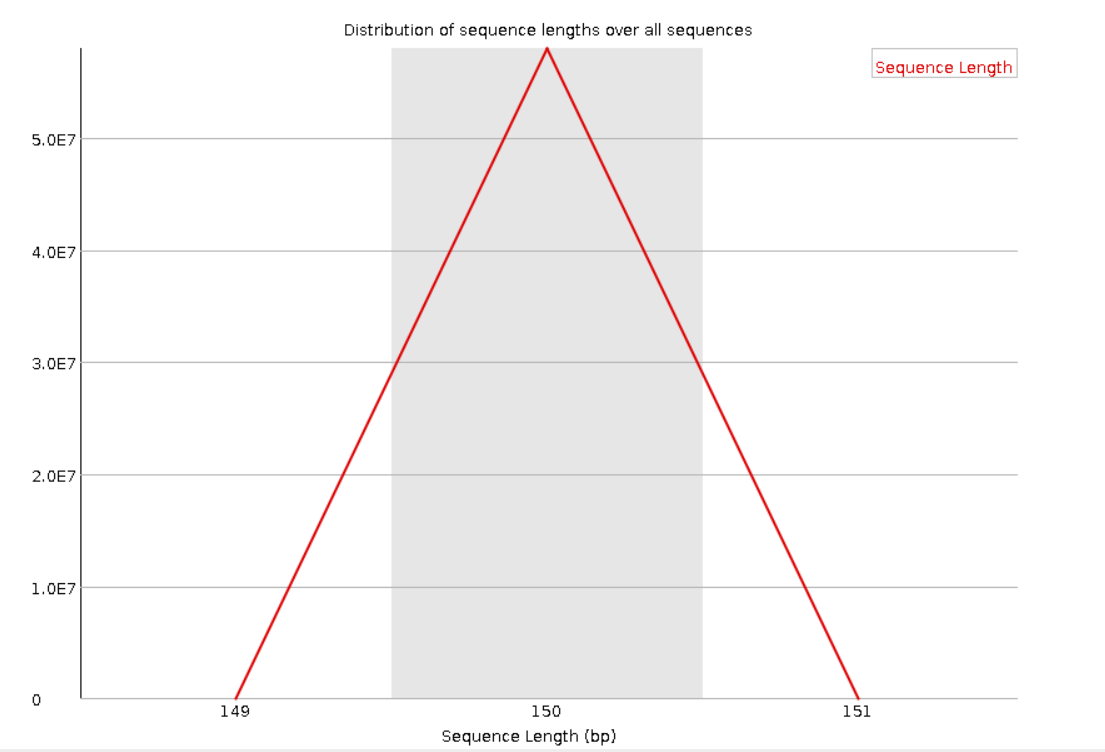 Distribution of sequence lengths over all sequences
Sequence Length
5.0E7
4.0E7
3.0E7
2.0E7
1.0E7
0
149 150 151
Sequence Length (bp)